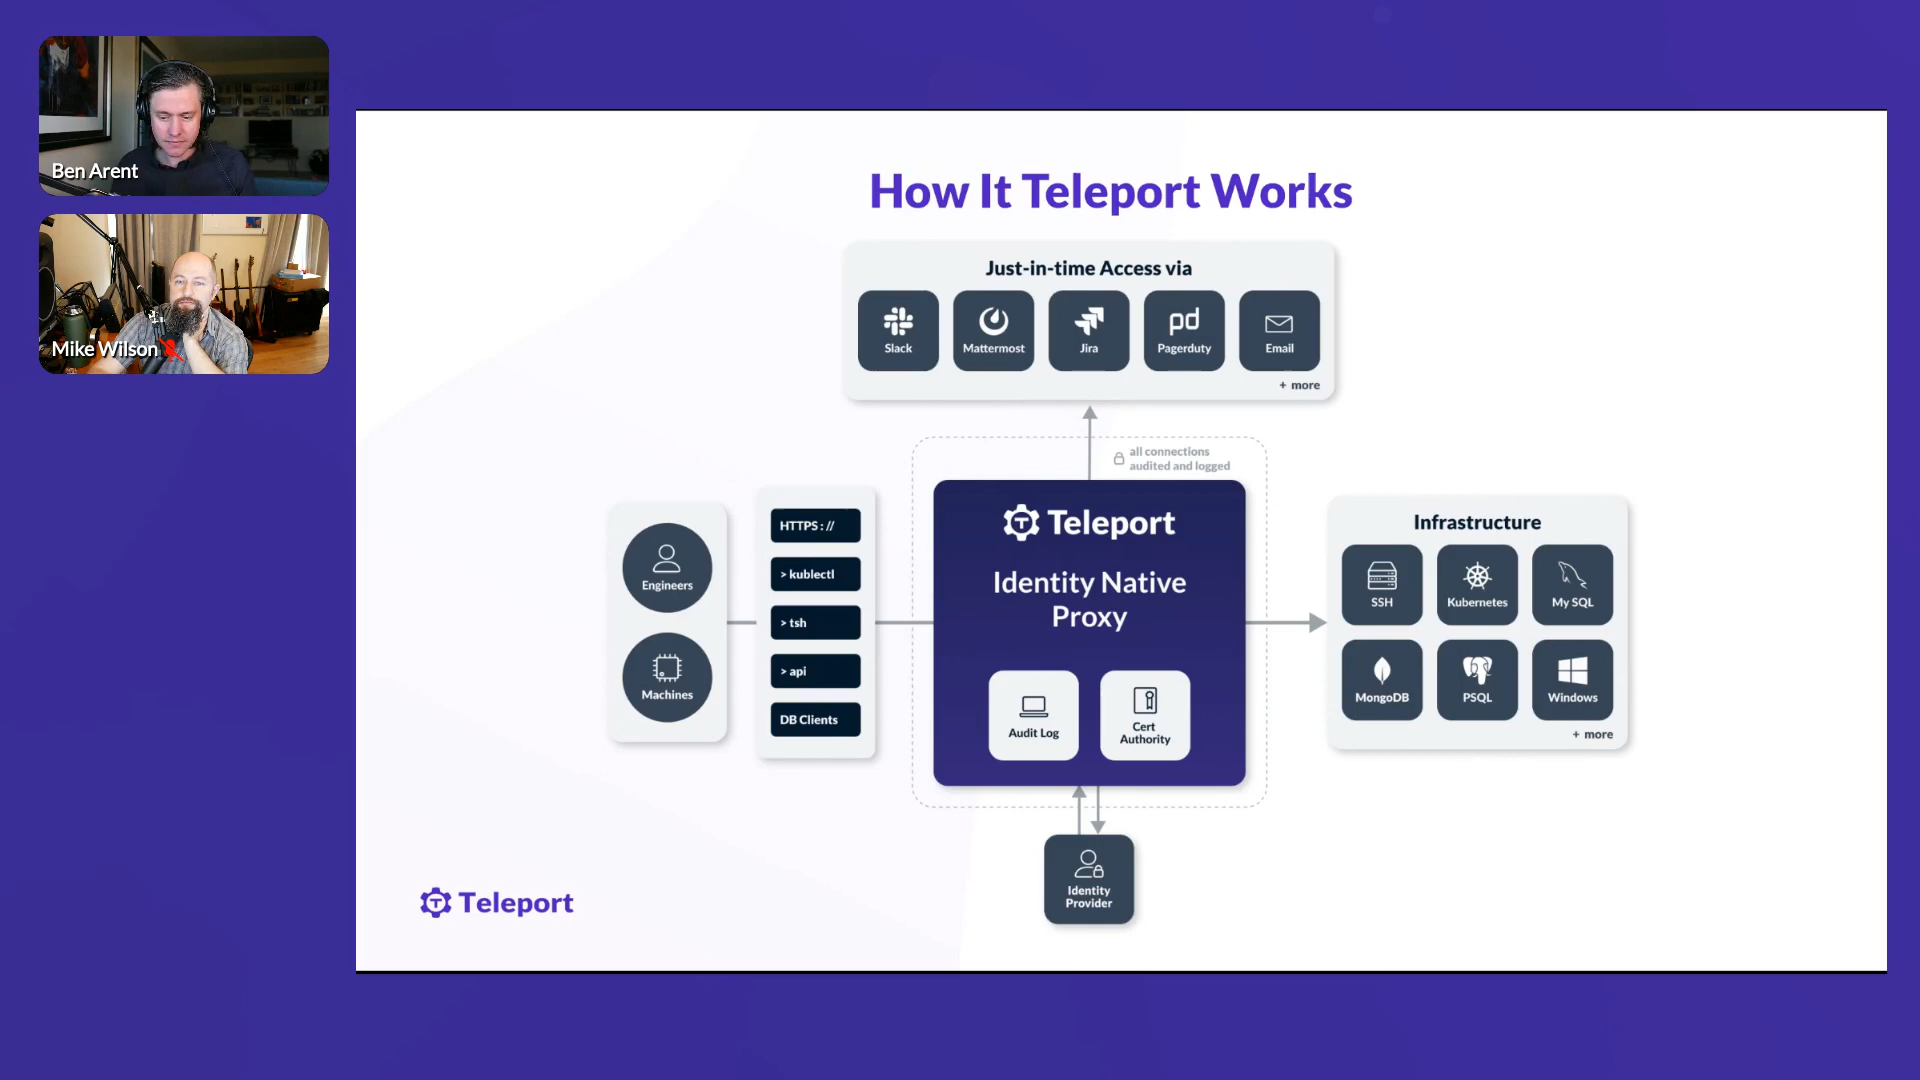 Ben Arent
Mike Wilson
How It Teleport Works
Just-in-time Access via
Slack
Mattermost
Jira
pd
Pagerduty
Email
+ more
all connections
audited and logged
Engineers
Machines
HTTPS : //
> kublectl
> tsh
> api
DB Clients
Teleport
Identity Native
Proxy
Audit Log
Cert
Authority
Infrastructure
SSH
Kubernetes
My SQL
MongoDB
PSQL
Windows
+ more
Identity
Provider
Teleport